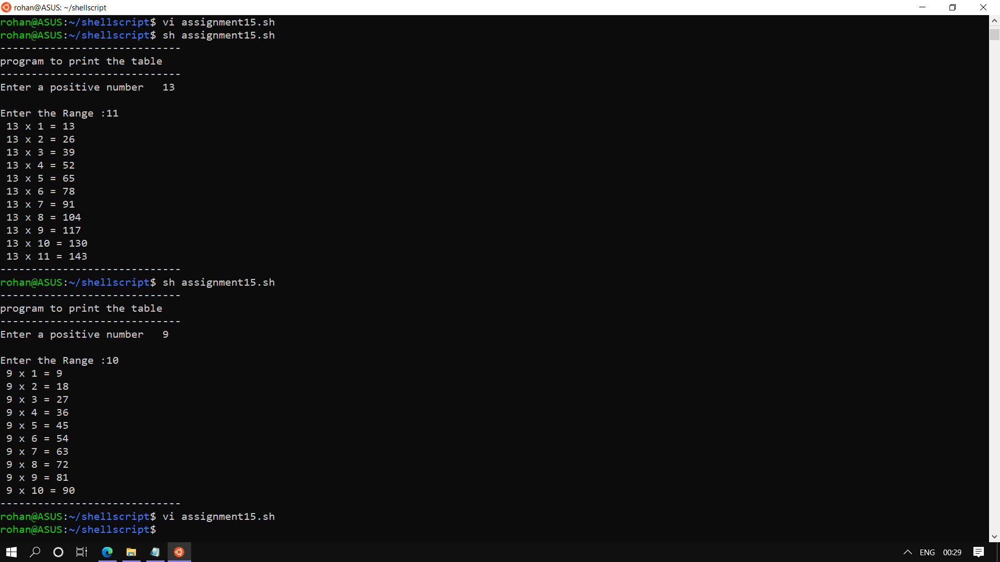 rohan@ASUS: ~/shellscript
rohan@ASUS:~/shellscript$ vi assignment15.sh
rohan@ASUS:~/shellscript$ sh assignment15.sh
-----------------------------
program to print the table
-----------------------------
Enter a positive number   13
Enter the Range :11
 13 x 1 = 13
 13 x 2 = 26
 13 x 3 = 39
 13 x 4 = 52
 13 x 5 = 65
 13 x 6 = 78
 13 x 7 = 91
 13 x 8 = 104
 13 x 9 = 117
 13 x 10 = 130
 13 x 11 = 143
-----------------------------
rohan@ASUS:~/shellscript$ sh assignment15.sh
-----------------------------
program to print the table
-----------------------------
Enter a positive number   9
Enter the Range :10
 9 x 1 = 9
 9 x 2 = 18
 9 x 3 = 27
 9 x 4 = 36
 9 x 5 = 45
 9 x 6 = 54
 9 x 7 = 63
 9 x 8 = 72
 9 x 9 = 81
 9 x 10 = 90
-----------------------------
rohan@ASUS:~/shellscript$ vi assignment15.sh
rohan@ASUS:~/shellscript$
ENG 00:29